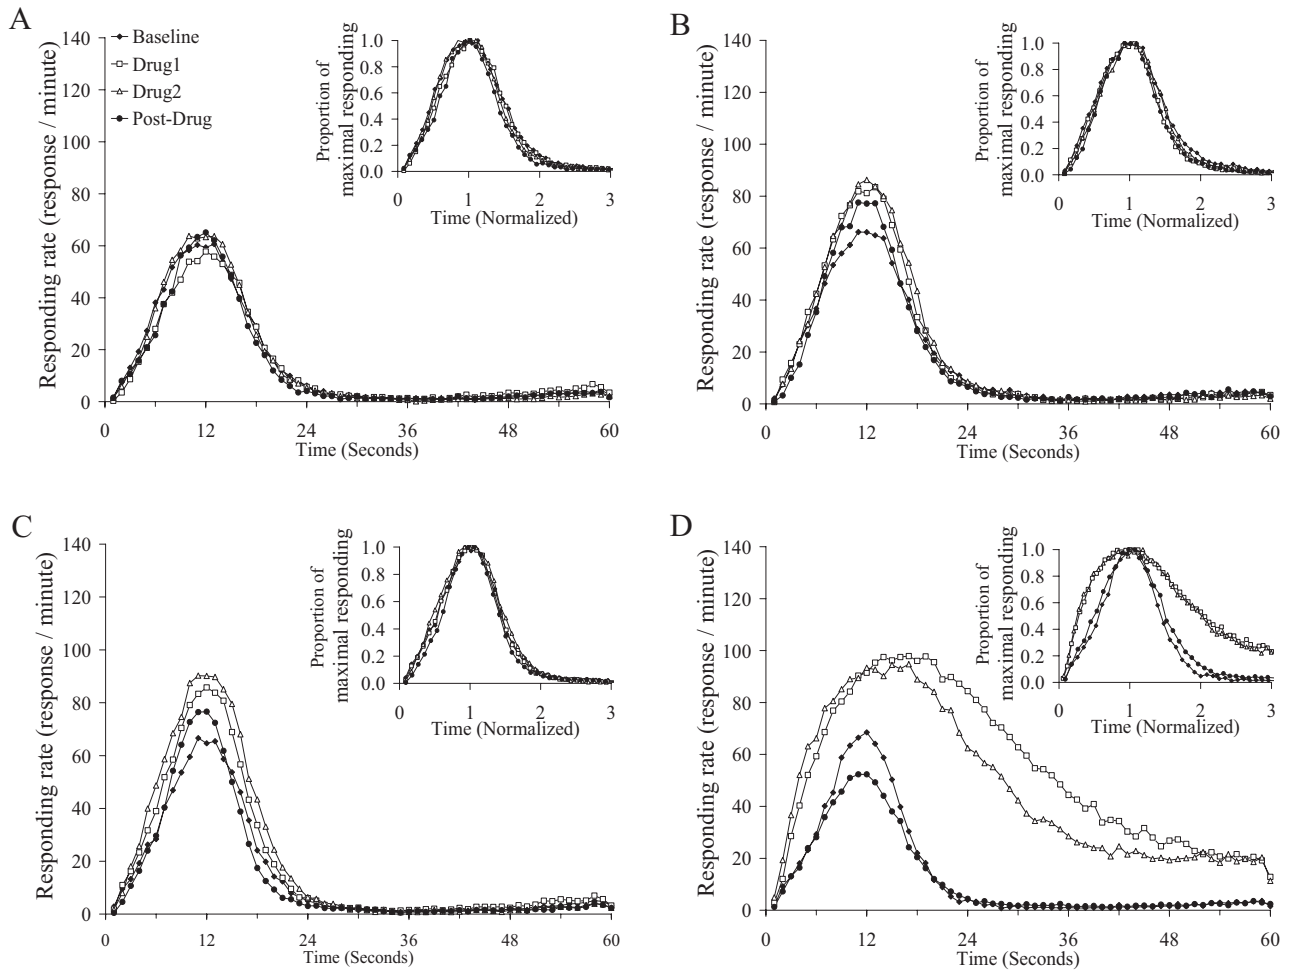 A
Responding rate (response / minute)
140
120
100
80
60
40
20
0
Baseline
Drug1
Drug2
Post-Drug
0 12 24 36 48 60
Time (Seconds)
Proportion of
maximal responding
1.0
0.8
0.6
0.4
0.2
0.0
0 1 2 3
Time (Normalized)
B
Responding rate (response / minute)
140
120
100
80
60
40
20
0
0 12 24 36 48 60
Time (Seconds)
Proportion of
maximal responding
1.0
0.8
0.6
0.4
0.2
0.0
0 1 2 3
Time (Normalized)
C
Responding rate (response / minute)
140
120
100
80
60
40
20
0
0 12 24 36 48 60
Time (Seconds)
Proportion of
maximal responding
1.0
0.8
0.6
0.4
0.2
0.0
0 1 2 3
Time (Normalized)
D
Responding rate (response / minute)
140
120
100
80
60
40
20
0
0 12 24 36 48 60
Time (Seconds)
Proportion of
maximal responding
1.0
0.8
0.6
0.4
0.2
0.0
0 1 2 3
Time (Normalized)